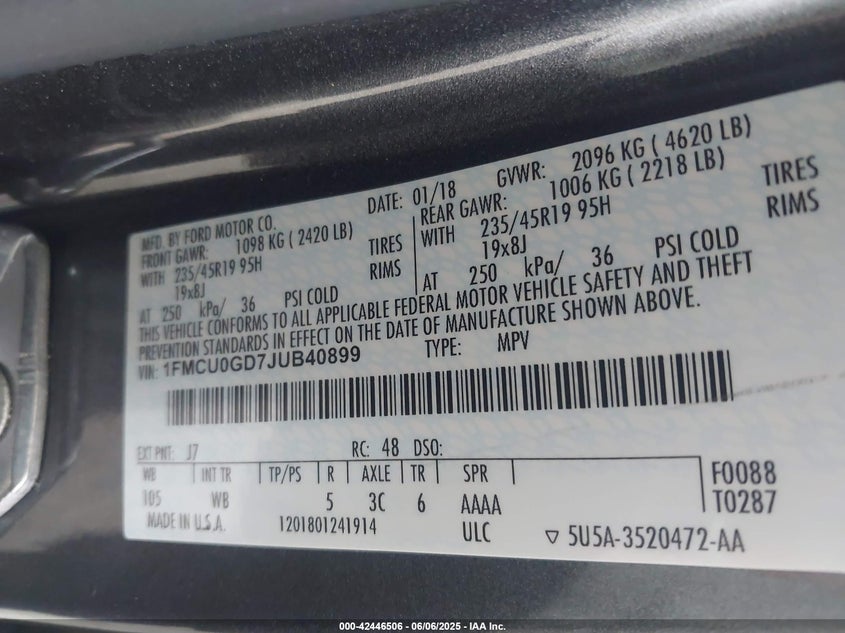 MFD. BY FORD MOTOR CO. DATE: 01/18 GVWR: 2096 KG ( 4620 LB)
FRONT GAWR: 1098 KG ( 2420 LB) REAR GAWR: 1006 KG ( 2218 LB)
WITH 235/45R19 95H TIRES WITH 235/45R19 95H TIRES
19x8J RIMS 19x8J RIMS
AT 250 kPa/ 36 PSI COLD AT 250 kPa/ 36 PSI COLD
THIS VEHICLE CONFORMS TO ALL APPLICABLE FEDERAL MOTOR VEHICLE SAFETY AND THEFT
PREVENTION STANDARDS IN EFFECT ON THE DATE OF MANUFACTURE SHOWN ABOVE.
VIN: 1FMCU0GD7JUB40899 TYPE: MPV
EXT PNT: J7 RC: 48 DSO:
WB INT TR TP/PS R AXLE TR SPR F0088
105 WB 5 3C 6 AAAA T0287
MADE IN U.S.A. 1201801241914 ULC 5U5A-3520472-AA
000-42446506 - 06/06/2025 - IAA Inc.